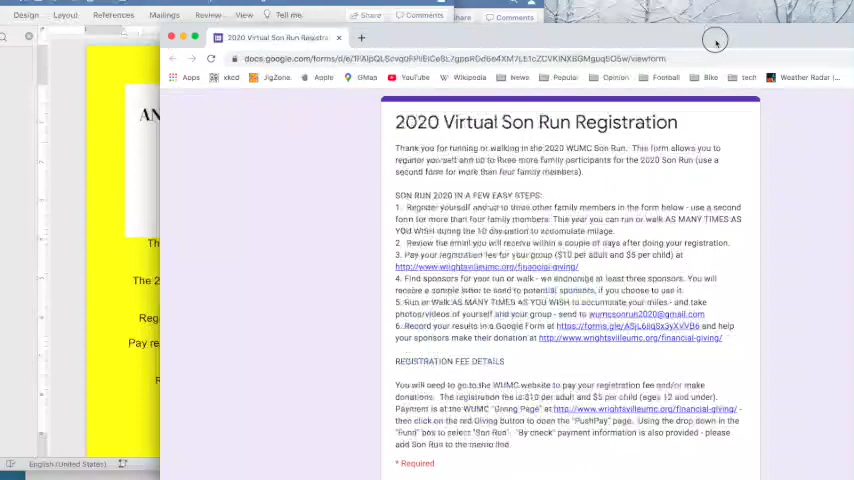 Design Layout References Mailings Review View Tell me Share Comments
Share Comments
2020 Virtual Son Run Registra
xkcd JigZone Apple GMap YouTube Wikipedia News Popular Opinion Football Bike tech Weather Radar |...
AN
Th
The 2
Reg
Pay re
R
2020 Virtual Son Run Registration
Thank you for running or walking in the 2020 WUMC Son Run. This form allows you to
register yourself and up to three more family participants for the 2020 Son Run (use a
second form for more than four family members).
SON RUN 2020 IN A FEW EASY STEPS:
1. Register yourself and up to three other family members in the form below - use a second
form for more than four family members. This year you can run or walk AS MANY TIMES AS
YOU WISH during the 10 day period to accumulate milage.
2. Review the email you will receive within a couple of days after doing your registration.
3. Pay your registration fee for your group ($10 per adult and $5 per child) at
http://www.wrightsvilleumc.org/financial-giving/
4. Find sponsors for your run or walk - we encourage at least three sponsors. You will
receive a sample letter to send to potential sponsors, if you choose to use it.
5. Run or Walk AS MANY TIMES AS YOU WISH to accumulate your miles - and take
photos/videos of yourself and your group - send to wumcsonrun2020@gmail.com
6. Record your results in a Google Form at and help
your sponsors make their donation at http://www.wrightsvilleumc.org/financial-giving/
REGISTRATION FEE DETAILS
You will need to go to the WUMC website to pay your registration fee and/or make
donations. The registration fee is $10 per adult and $5 per child (ages 12 and under).
Payment is at the WUMC "Giving Page" at http://www.wrightsvilleumc.org/financial-giving/ -
then click on the red Giving button to open the "PushPay" page. Using the drop down in the
"Fund" box to select "Son Run". "By check" payment information is also provided - please
add Son Run to the memo line.
* Required
English (United States)